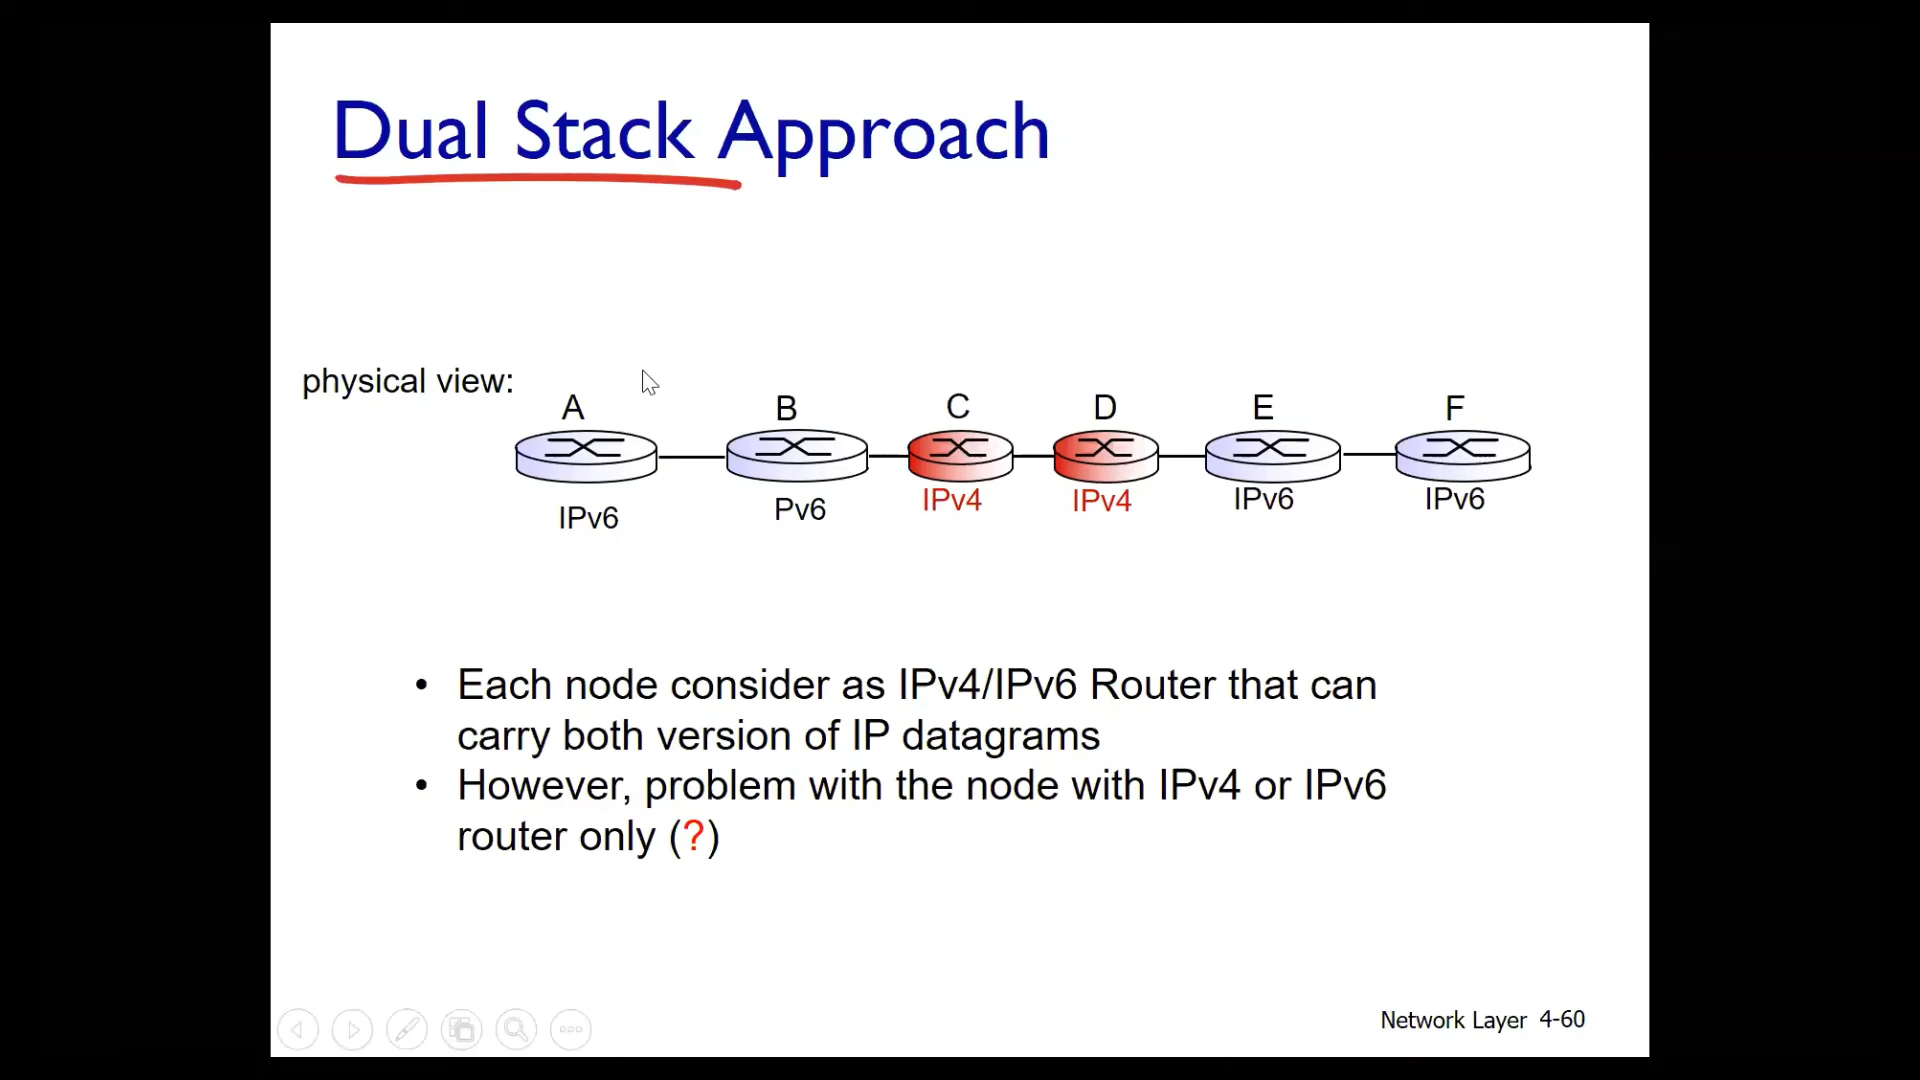 Dual Stack Approach
physical view:
A B C D E F
IPv6 Pv6 IPv4 IPv4 IPv6 IPv6
• Each node consider as IPv4/IPv6 Router that can
carry both version of IP datagrams
• However, problem with the node with IPv4 or IPv6
router only (?)
Network Layer 4-60